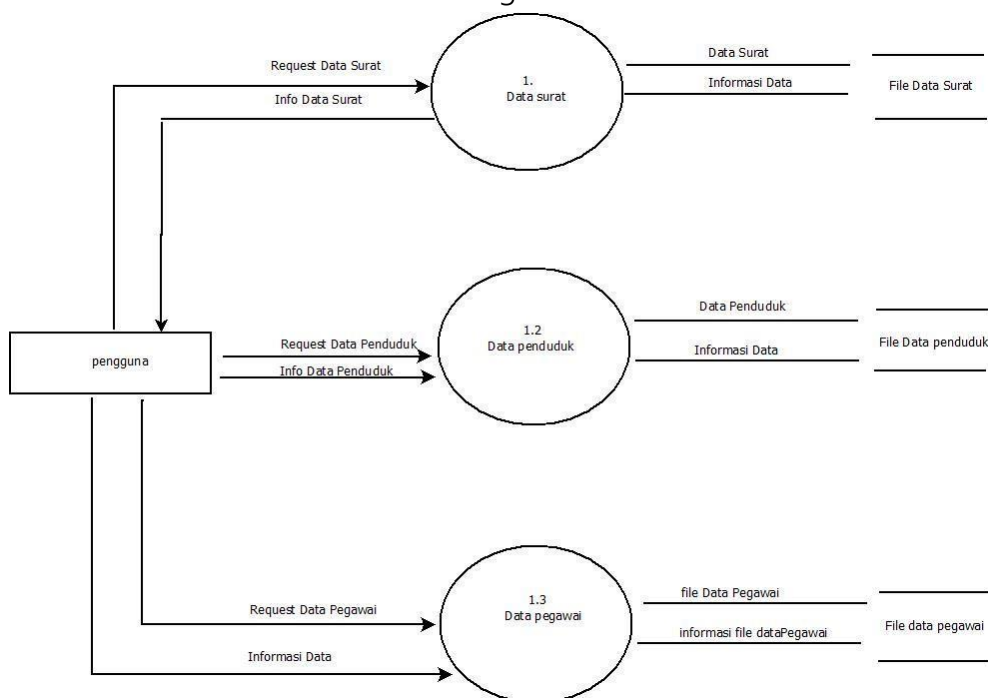 Request Data Surat
Info Data Surat
1.
Data surat
Data Surat
Informasi Data
File Data Surat
pengguna
Request Data Penduduk
Info Data Penduduk
1.2
Data penduduk
Data Penduduk
Informasi Data
File Data penduduk
Request Data Pegawai
Informasi Data
1.3
Data pegawai
file Data Pegawai
informasi file dataPegawai
File data pegawai